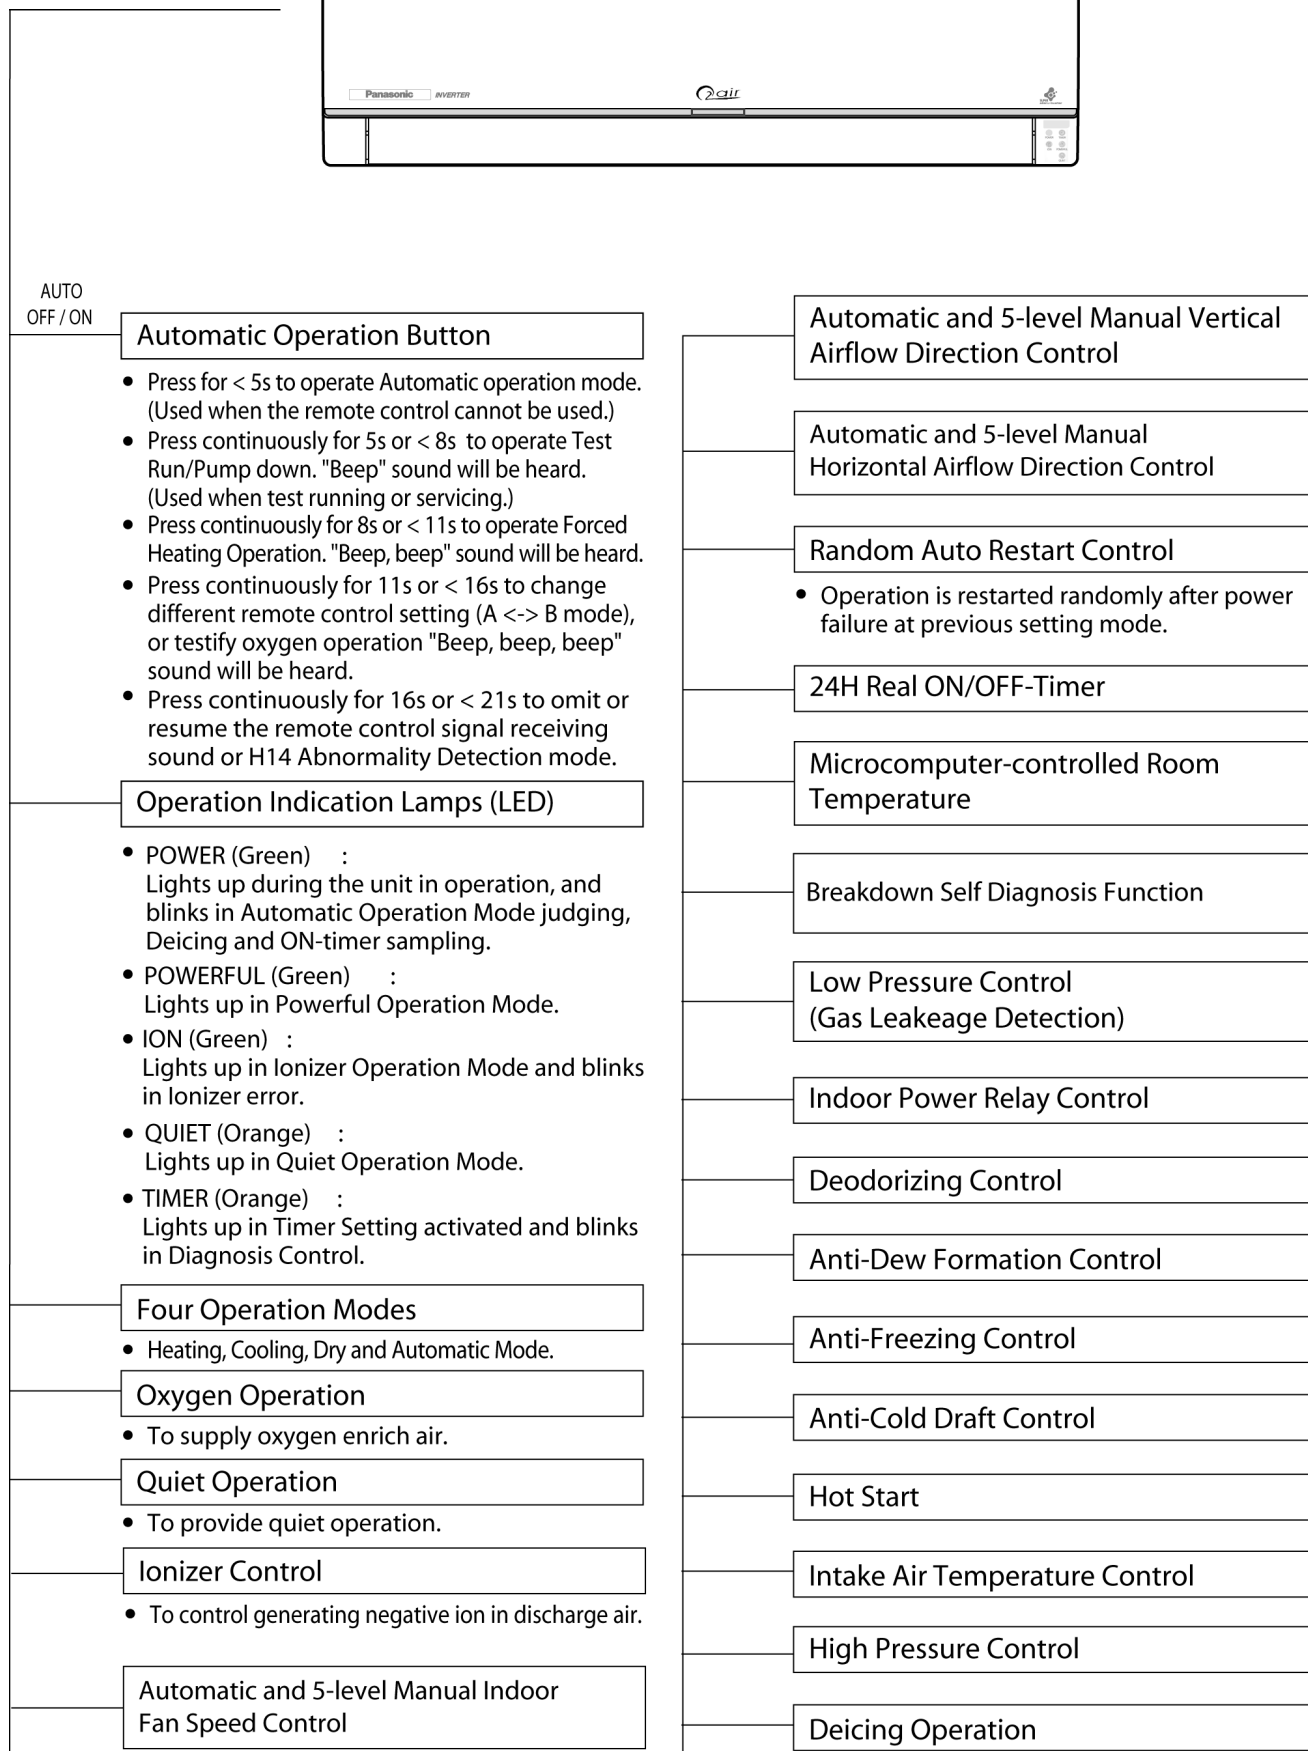 Panasonic INVERTER
O2air
AUTO
OFF / ON
Automatic Operation Button
• Press for < 5s to operate Automatic operation mode.
(Used when the remote control cannot be used.)
• Press continuously for 5s or < 8s to operate Test
Run/Pump down. "Beep" sound will be heard.
(Used when test running or servicing.)
• Press continuously for 8s or < 11s to operate Forced
Heating Operation. "Beep, beep" sound will be heard.
• Press continuously for 11s or < 16s to change
different remote control setting (A <-> B mode),
or testify oxygen operation "Beep, beep, beep"
sound will be heard.
• Press continuously for 16s or < 21s to omit or
resume the remote control signal receiving
sound or H14 Abnormality Detection mode.
Operation Indication Lamps (LED)
• POWER (Green) :
Lights up during the unit in operation, and
blinks in Automatic Operation Mode judging,
Deicing and ON-timer sampling.
• POWERFUL (Green) :
Lights up in Powerful Operation Mode.
• ION (Green) :
Lights up in Ionizer Operation Mode and blinks
in Ionizer error.
• QUIET (Orange) :
Lights up in Quiet Operation Mode.
• TIMER (Orange) :
Lights up in Timer Setting activated and blinks
in Diagnosis Control.
Four Operation Modes
• Heating, Cooling, Dry and Automatic Mode.
Oxygen Operation
• To supply oxygen enrich air.
Quiet Operation
• To provide quiet operation.
Ionizer Control
• To control generating negative ion in discharge air.
Automatic and 5-level Manual Indoor
Fan Speed Control
Automatic and 5-level Manual Vertical
Airflow Direction Control
Automatic and 5-level Manual
Horizontal Airflow Direction Control
Random Auto Restart Control
• Operation is restarted randomly after power
failure at previous setting mode.
24H Real ON/OFF-Timer
Microcomputer-controlled Room
Temperature
Breakdown Self Diagnosis Function
Low Pressure Control
(Gas Leakeage Detection)
Indoor Power Relay Control
Deodorizing Control
Anti-Dew Formation Control
Anti-Freezing Control
Anti-Cold Draft Control
Hot Start
Intake Air Temperature Control
High Pressure Control
Deicing Operation